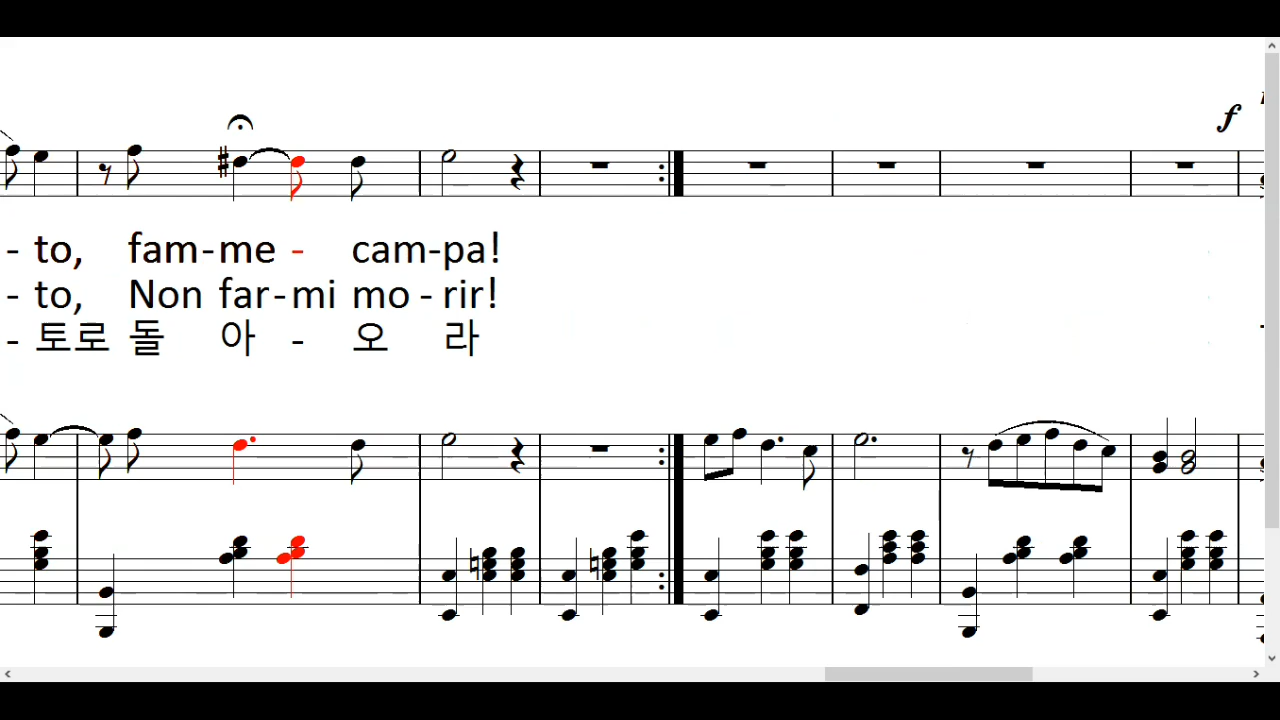 f
- to, fam-me - cam-pa!
- to, Non far-mi mo - rir!
- 토로 돌 아 - 오 라